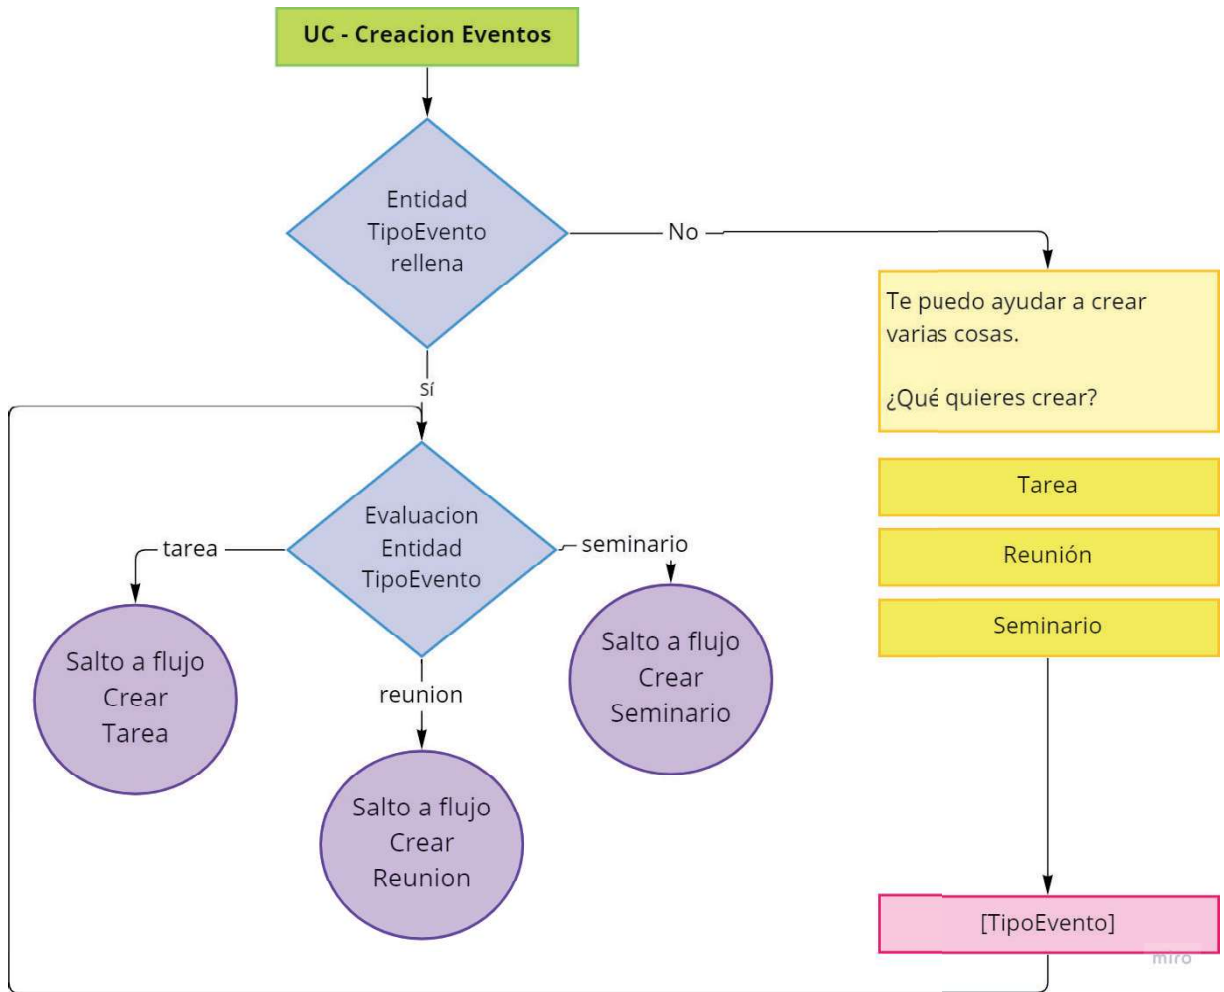 UC - Creacion Eventos
Entidad
TipoEvento
rellena
No
Te puedo ayudar a crear
varias cosas.
¿Qué quieres crear?
Sí
Tarea
Reunión
Seminario
Evaluacion
Entidad
TipoEvento
tarea
seminario
reunion
Salto a flujo
Crear
Tarea
Salto a flujo
Crear
Seminario
Salto a flujo
Crear
Reunion
[TipoEvento]
miro